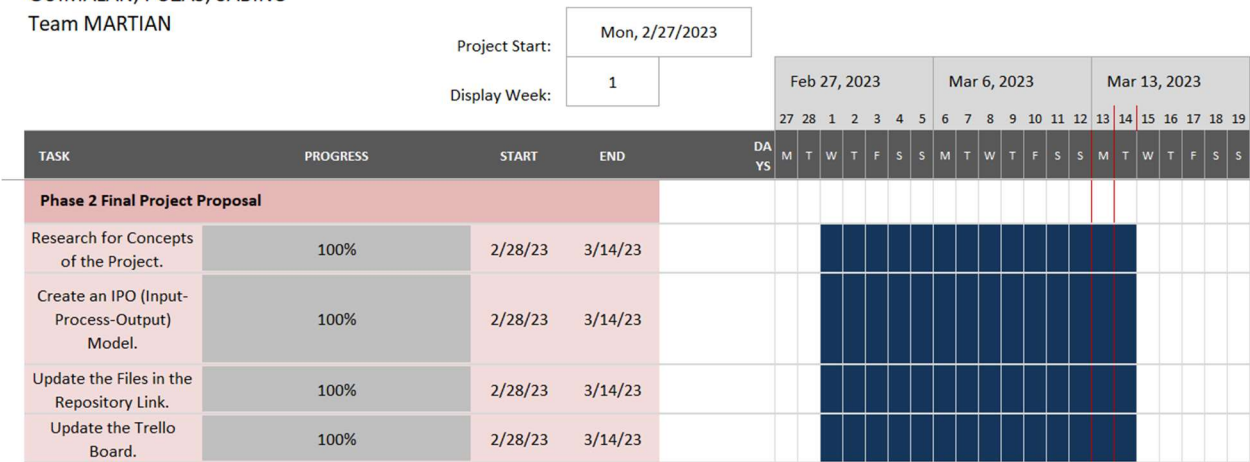 Team MARTIAN
Project Start: Mon, 2/27/2023
Display Week: 1
Feb 27, 2023 Mar 6, 2023 Mar 13, 2023
27 28 1 2 3 4 5 6 7 8 9 10 11 12 13 14 15 16 17 18 19
TASK PROGRESS START END DA
YS M T W T F S S M T W T F S S M T W T F S S
Phase 2 Final Project Proposal
Research for Concepts
of the Project. 100% 2/28/23 3/14/23
Create an IPO (Input-
Process-Output)
Model. 100% 2/28/23 3/14/23
Update the Files in the
Repository Link. 100% 2/28/23 3/14/23
Update the Trello
Board. 100% 2/28/23 3/14/23